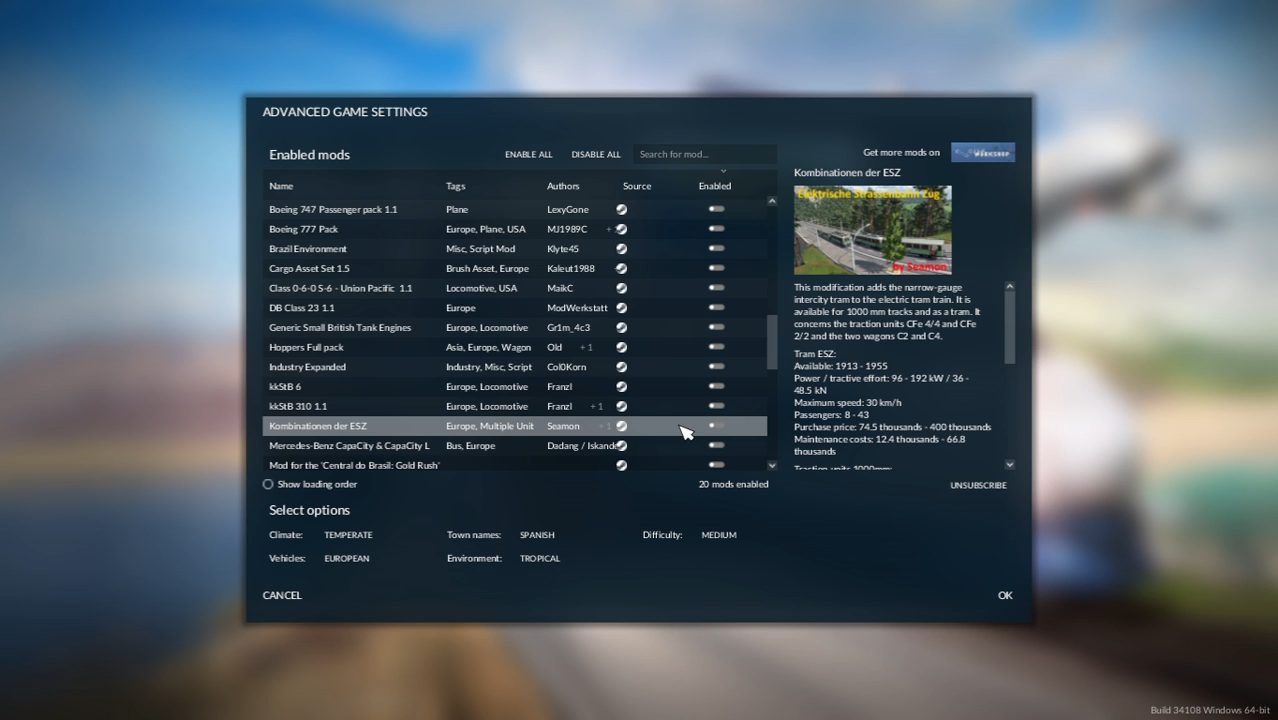 ADVANCED GAME SETTINGS
Enabled mods ENABLE ALL DISABLE ALL Search for mod... Get more mods on WORKSHOP
Name Tags Authors Source Enabled
Boeing 747 Passenger pack 1.1 Plane LexyGone
Boeing 777 Pack Europe, Plane, USA MJ1989C +
Brazil Environment Misc, Script Mod Klyte45
Cargo Asset Set 1.5 Brush Asset, Europe Kaleut1988
Class 0-6-0 S-6 - Union Pacific 1.1 Locomotive, USA MaikC
DB Class 23 1.1 Europe ModWerkstatt
Generic Small British Tank Engines Europe, Locomotive Gr1m_4c3
Hoppers Full pack Asia, Europe, Wagon Old + 1
Industry Expanded Industry, Misc, Script Col0Korn
kkStB 6 Europe, Locomotive Franzl
kkStB 310 1.1 Europe, Locomotive Franzl + 1
Kombinationen der ESZ Europe, Multiple Unit Seamon + 1
Mercedes-Benz CapaCity & CapaCity L Bus, Europe Dadang / Iskande
Mod for the 'Central do Brasil: Gold Rush'
Show loading order 20 mods enabled
Kombinationen der ESZ
Elektrische Strassenbahn Zug
by Seamon
This modification adds the narrow-gauge
intercity tram to the electric tram train. It is
available for 1000 mm tracks and as a tram. It
concerns the traction units CFe 4/4 and CFe
2/2 and the two wagons C2 and C4.
Tram ESZ:
Available: 1913 - 1955
Power / tractive effort: 96 - 192 kW / 36 -
48.5 kN
Maximum speed: 30 km/h
Passengers: 8 - 43
Purchase price: 74.5 thousands - 400 thousands
Maintenance costs: 12.4 thousands - 66.8
thousands
Traction units 1000mm:
UNSUBSCRIBE
Select options
Climate: TEMPERATE Town names: SPANISH Difficulty: MEDIUM
Vehicles: EUROPEAN Environment: TROPICAL
CANCEL OK
Build 34108 Windows 64-bit